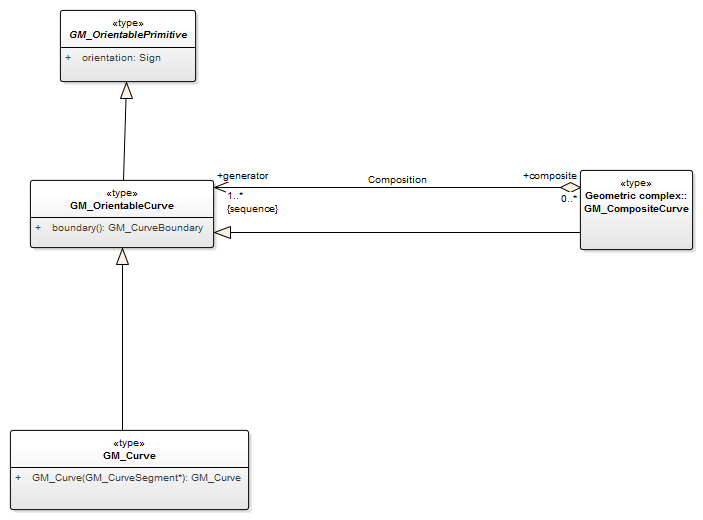 «type»
GM_OrientablePrimitive
+ orientation: Sign
«type»
GM_OrientableCurve
+ boundary(): GM_CurveBoundary
+generator
1..*
{sequence}
Composition
+composite
0..*
«type»
Geometric complex::
GM_CompositeCurve
«type»
GM_Curve
+ GM_Curve(GM_CurveSegment*): GM_Curve